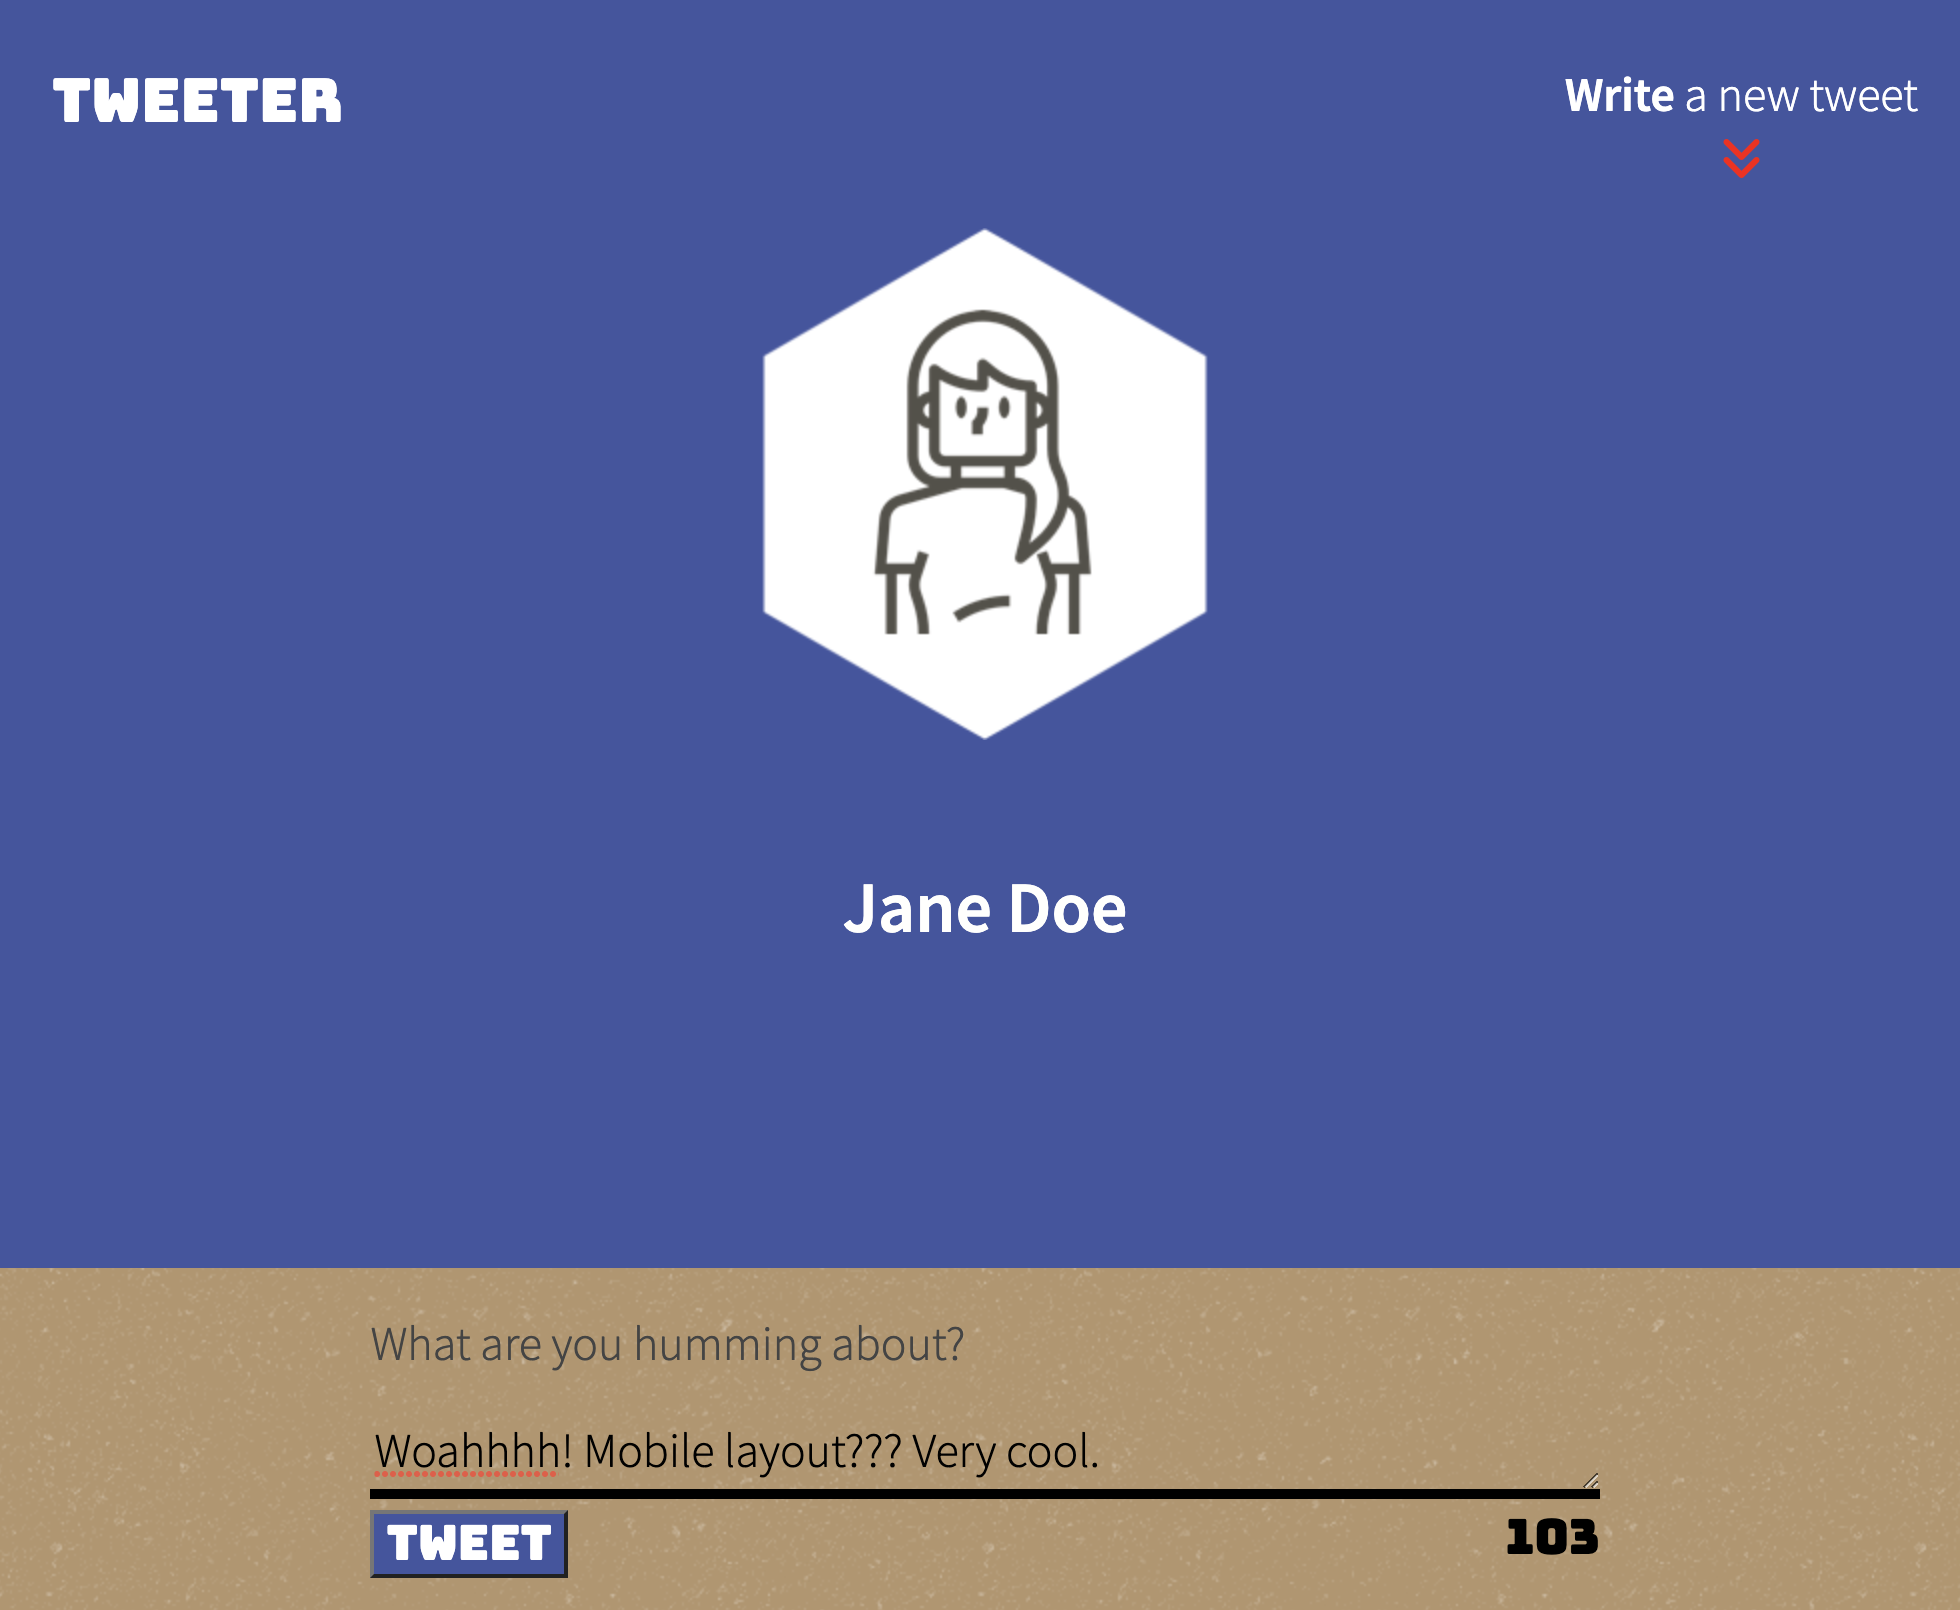 TWEETER
Write a new tweet
Jane Doe
What are you humming about?
Woahhhh! Mobile layout??? Very cool.
TWEET
103